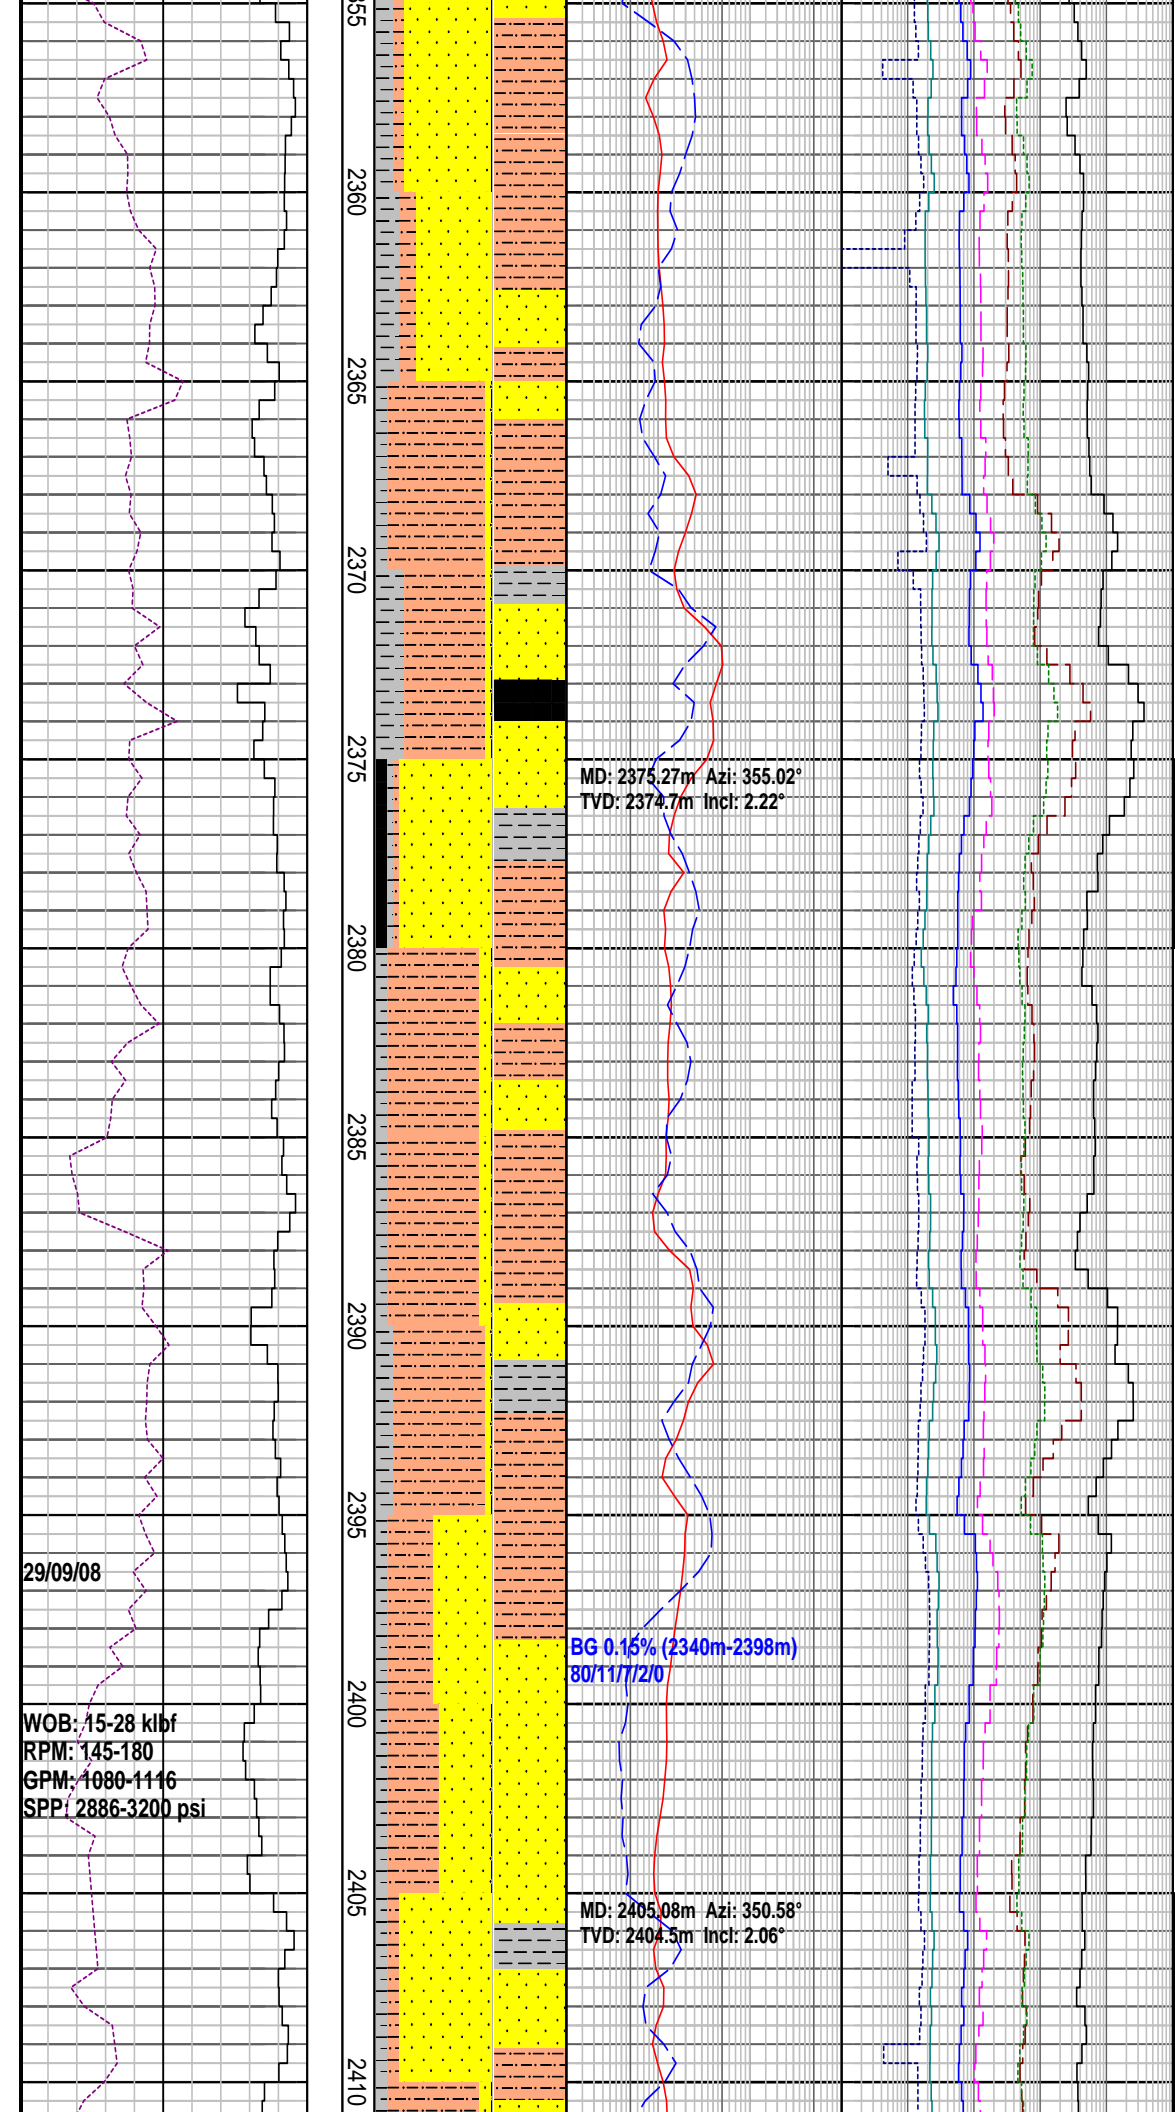 55
2360
2365
2370
2375
MD: 2375.27m Azi: 355.02°
TVD: 2374.7m Incl: 2.22°
2380
2385
2390
2395
29/09/08
BG 0.15% (2340m-2398m)
80/11/7/2/0
2400
WOB: 15-28 klbf
RPM: 145-180
GPM: 1080-1116
SPP: 2886-3200 psi
2405
MD: 2405.08m Azi: 350.58°
TVD: 2404.5m Incl: 2.06°
2410